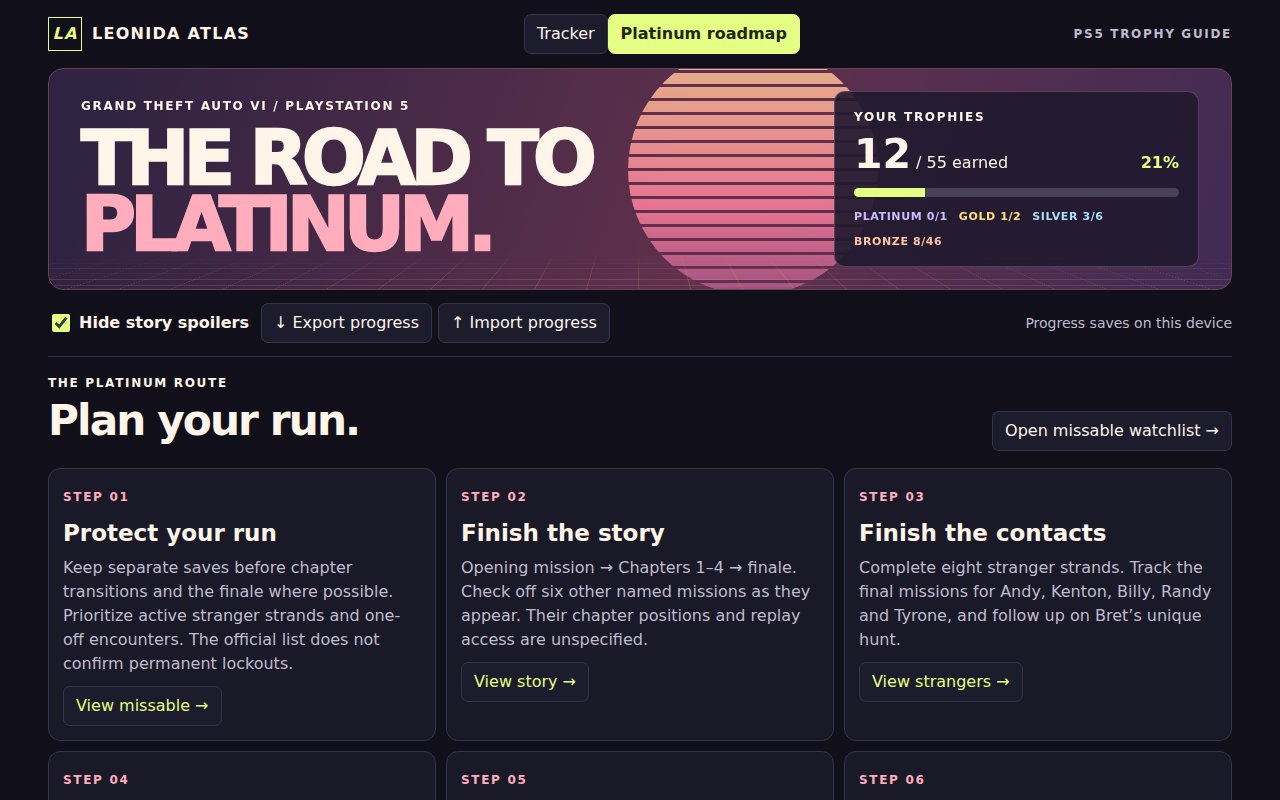 LA LEONIDA ATLAS
Tracker
Platinum roadmap
PS5 TROPHY GUIDE
GRAND THEFT AUTO VI / PLAYSTATION 5
THE ROAD TO
PLATINUM.
YOUR TROPHIES
12 / 55 earned
21%
PLATINUM 0/1 GOLD 1/2 SILVER 3/6
BRONZE 8/46
Hide story spoilers
↓ Export progress
↑ Import progress
Progress saves on this device
THE PLATINUM ROUTE
Plan your run.
Open missable watchlist →
STEP 01
Protect your run
Keep separate saves before chapter
transitions and the finale where possible.
Prioritize active stranger strands and one-
off encounters. The official list does not
confirm permanent lockouts.
View missable →
STEP 02
Finish the story
Opening mission → Chapters 1–4 → finale.
Check off six other named missions as they
appear. Their chapter positions and replay
access are unspecified.
View story →
STEP 03
Finish the contacts
Complete eight stranger strands. Track the
final missions for Andy, Kenton, Billy, Randy
and Tyrone, and follow up on Bret’s unique
hunt.
View strangers →
STEP 04
STEP 05
STEP 06